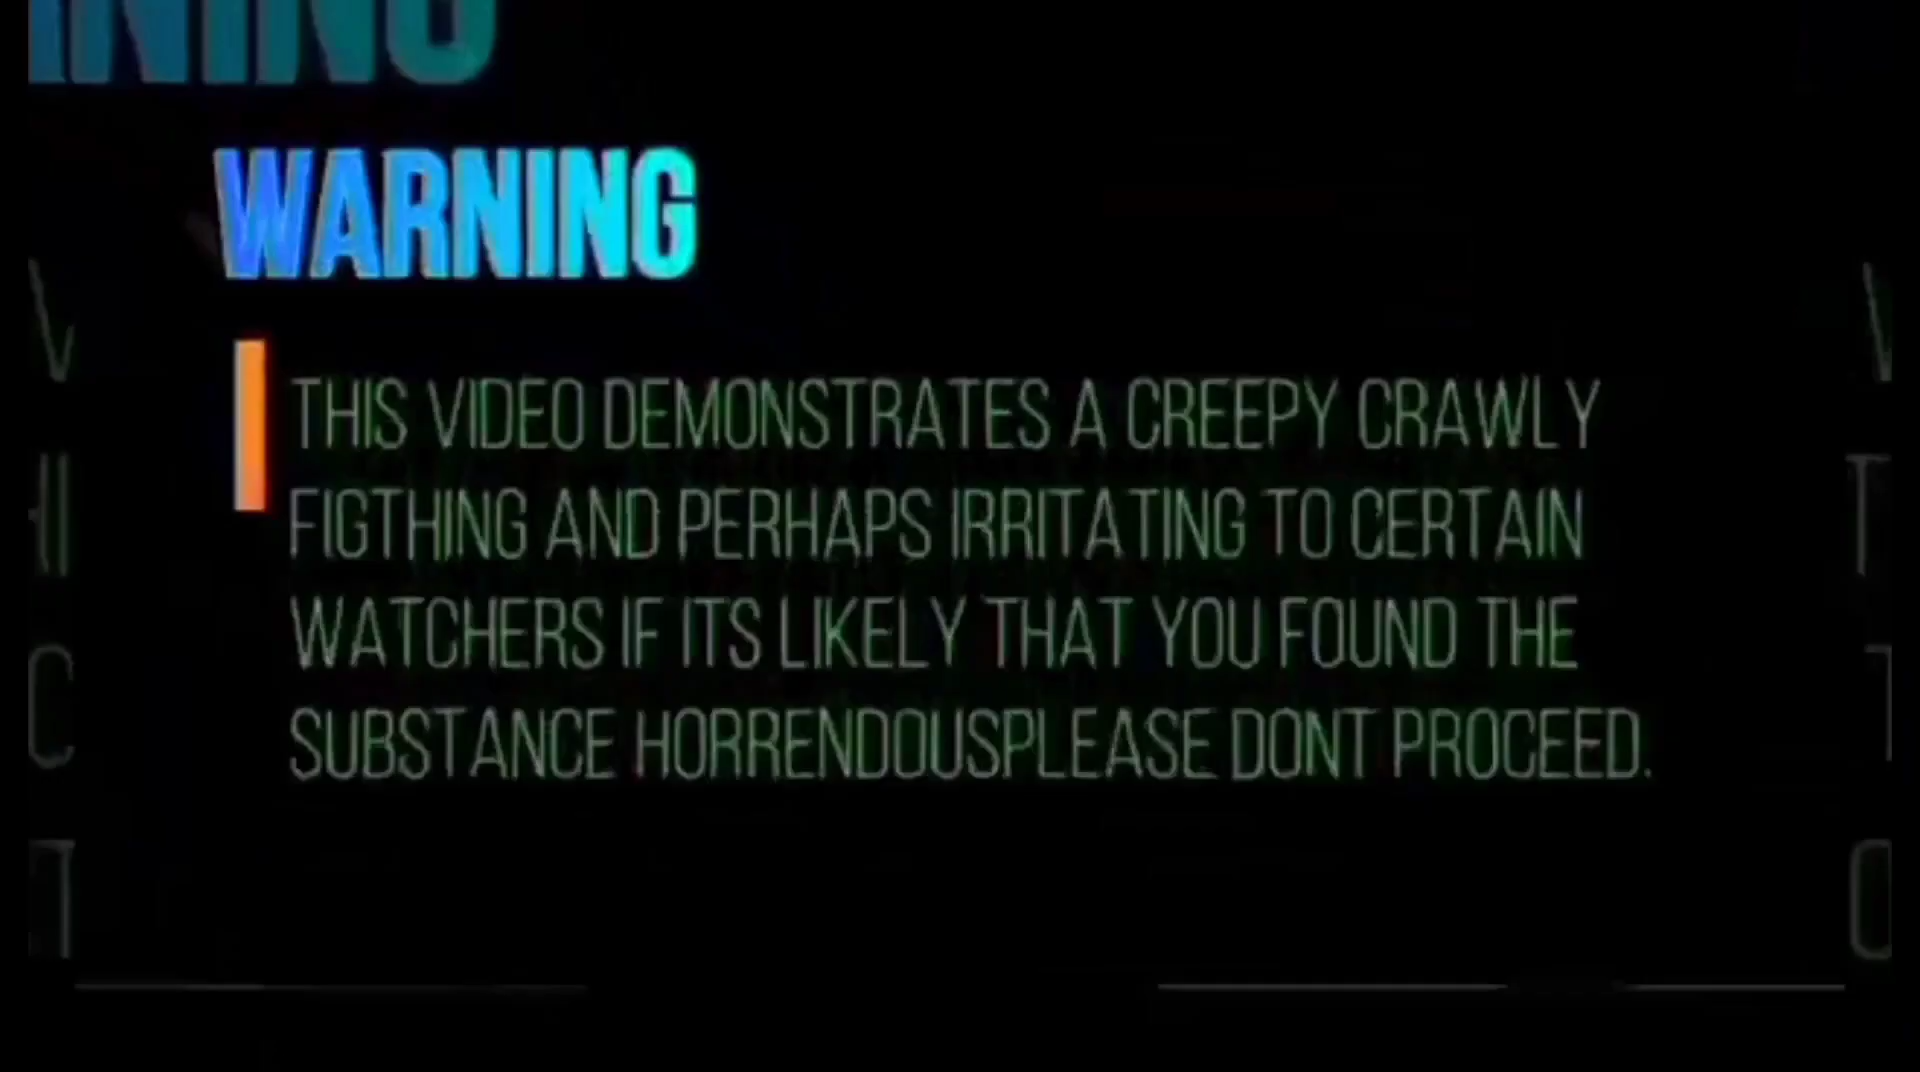 WARNING
THIS VIDEO DEMONSTRATES A CREEPY CRAWLY
FIGTHING AND PERHAPS IRRITATING TO CERTAIN
WATCHERS IF ITS LIKELY THAT YOU FOUND THE
SUBSTANCE HORRENDOUSPLEASE DONT PROCEED.